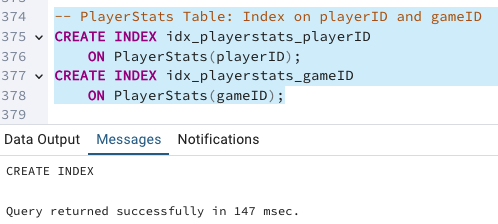 374 -- PlayerStats Table: Index on playerID and gameID
375 CREATE INDEX idx_playerstats_playerID
376 ON PlayerStats(playerID);
377 CREATE INDEX idx_playerstats_gameID
378 ON PlayerStats(gameID);
379
Data Output Messages Notifications
CREATE INDEX
Query returned successfully in 147 msec.